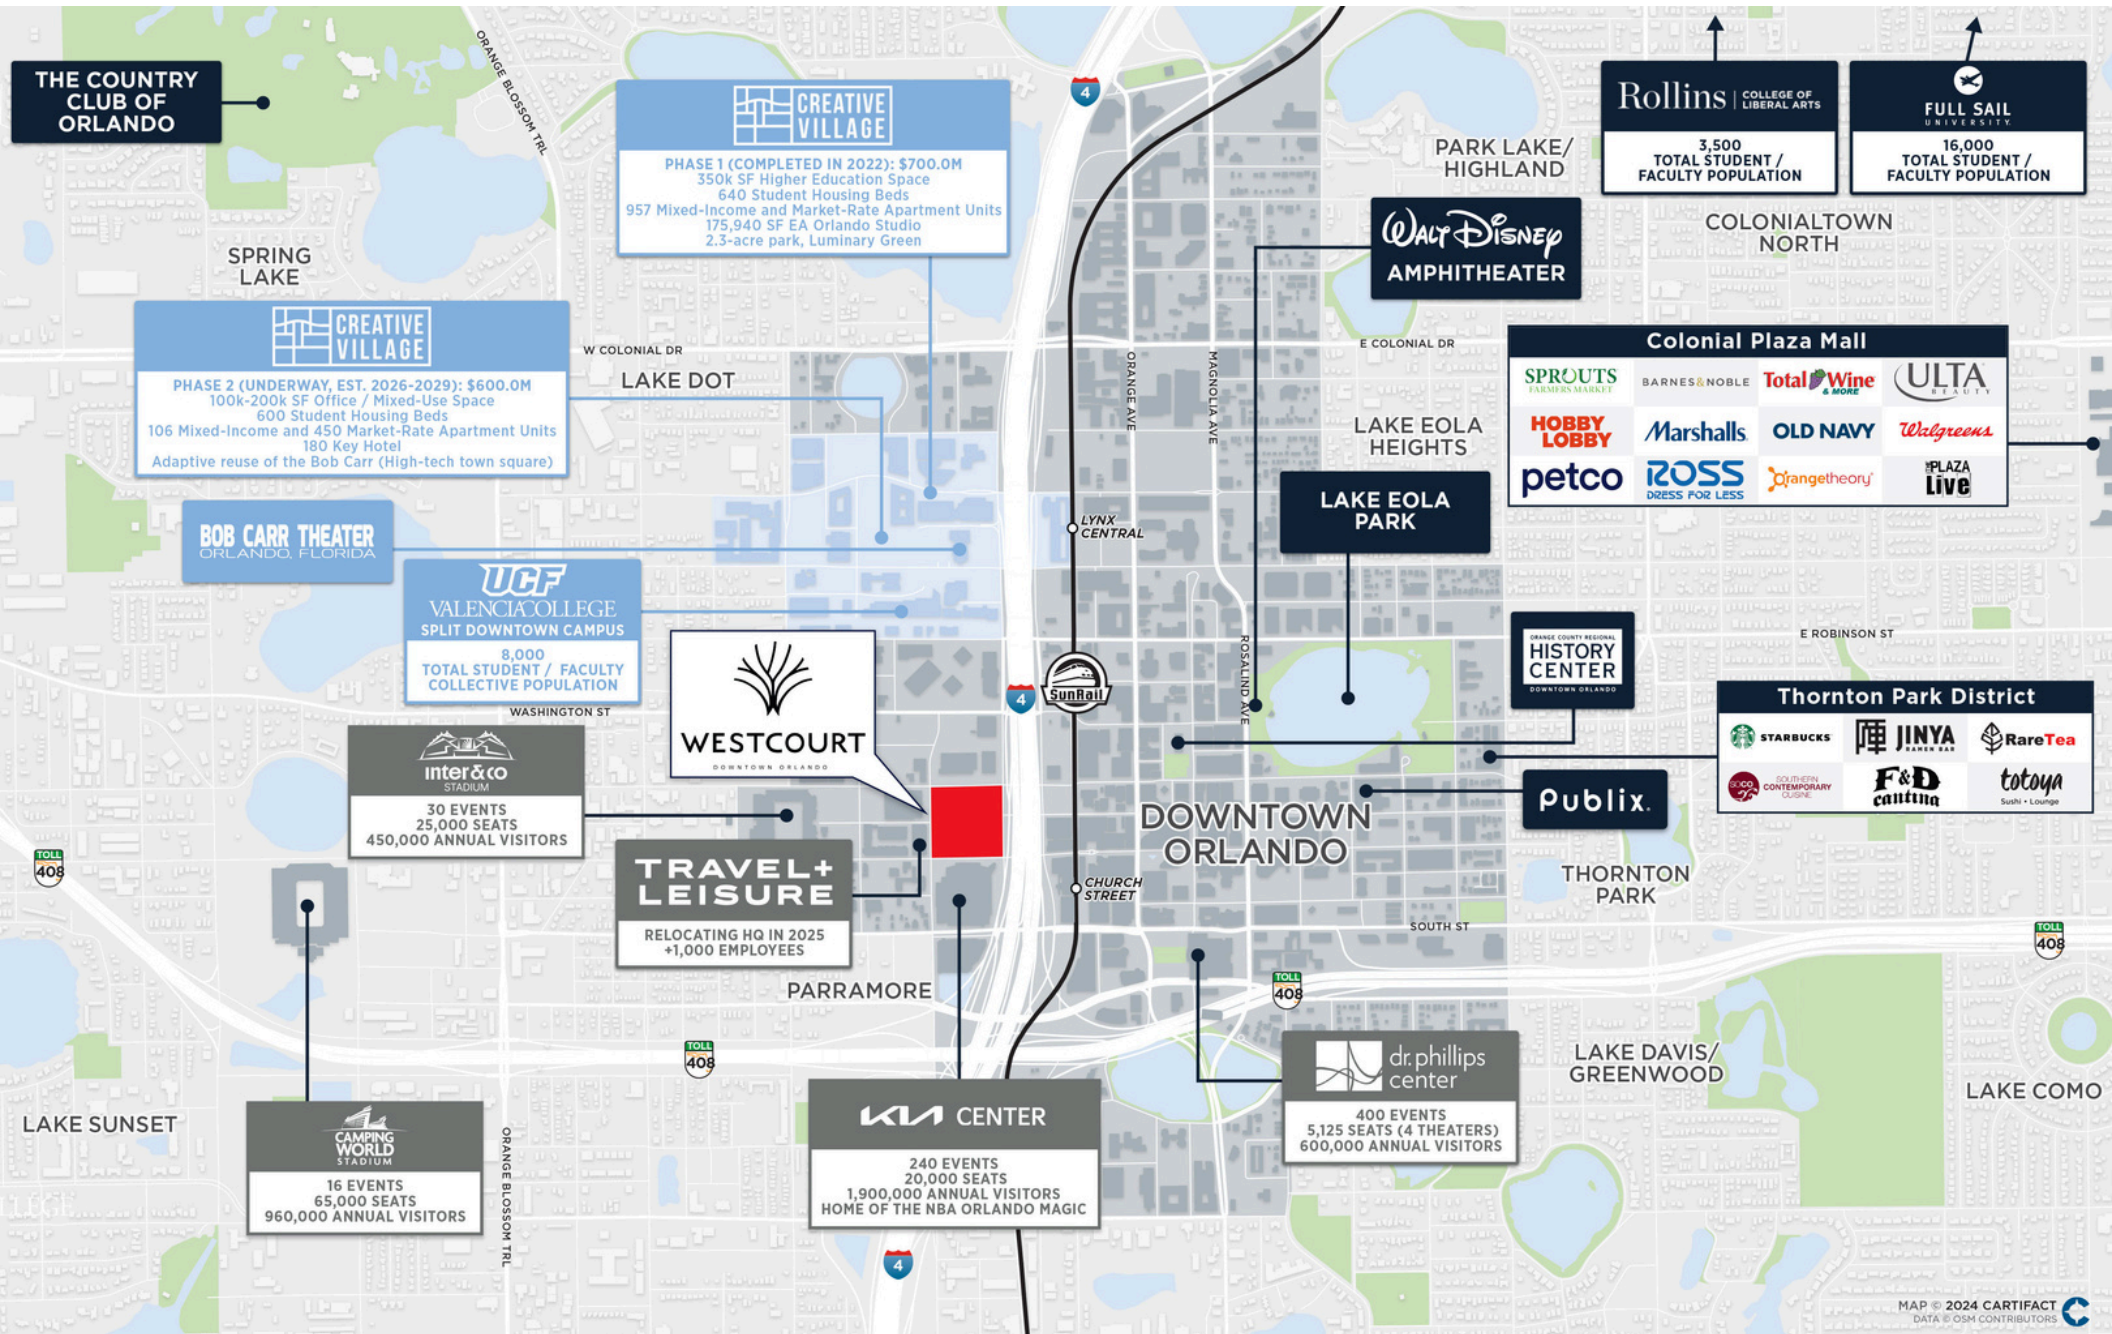 THE COUNTRY
CLUB OF
ORLANDO
ORANGE BLOSSOM TRL
CREATIVE
VILLAGE
PHASE 1 (COMPLETED IN 2022): $700.0M
350k SF Higher Education Space
640 Student Housing Beds
957 Mixed-Income and Market-Rate Apartment Units
175,940 SF EA Orlando Studio
2.3-acre park, Luminary Green
4
PARK LAKE/
HIGHLAND
Rollins | COLLEGE OF
LIBERAL ARTS
3,500
TOTAL STUDENT /
FACULTY POPULATION
FULL SAIL
UNIVERSITY.
16,000
TOTAL STUDENT /
FACULTY POPULATION
WALT DISNEY
AMPHITHEATER
COLONIALTOWN
NORTH
SPRING
LAKE
CREATIVE
VILLAGE
PHASE 2 (UNDERWAY, EST. 2026-2029): $600.0M
100k-200k SF Office / Mixed-Use Space
600 Student Housing Beds
106 Mixed-Income and 450 Market-Rate Apartment Units
180 Key Hotel
Adaptive reuse of the Bob Carr (High-tech town square)
W COLONIAL DR
LAKE DOT
ORANGE AVE
MAGNOLIA AVE
E COLONIAL DR
LAKE EOLA
HEIGHTS
Colonial Plaza Mall
SPROUTS
FARMERS MARKET
BARNES&NOBLE
Total Wine
& MORE
ULTA
BEAUTY
HOBBY
LOBBY
Marshalls
OLD NAVY
Walgreens
petco
ROSS
DRESS FOR LESS
orangetheory
THE PLAZA
Live
LAKE EOLA
PARK
BOB CARR THEATER
ORLANDO, FLORIDA
LYNX
CENTRAL
UCF
VALENCIACOLLEGE
SPLIT DOWNTOWN CAMPUS
8,000
TOTAL STUDENT / FACULTY
COLLECTIVE POPULATION
WASHINGTON ST
WESTCOURT
DOWNTOWN ORLANDO
4
SunRail
ROSALIND AVE
ORANGE COUNTY REGIONAL
HISTORY
CENTER
DOWNTOWN ORLANDO
E ROBINSON ST
Thornton Park District
STARBUCKS
JINYA
RAMEN BAR
RareTea
SOCO
SOUTHERN
CONTEMPORARY
CUISINE
F&D
cantina
totoya
Sushi • Lounge
inter&co
STADIUM
30 EVENTS
25,000 SEATS
450,000 ANNUAL VISITORS
Publix.
DOWNTOWN
ORLANDO
TRAVEL+
LEISURE
RELOCATING HQ IN 2025
+1,000 EMPLOYEES
TOLL
408
CHURCH
STREET
THORNTON
PARK
SOUTH ST
TOLL
408
PARRAMORE
TOLL
408
TOLL
408
dr. phillips
center
400 EVENTS
5,125 SEATS (4 THEATERS)
600,000 ANNUAL VISITORS
LAKE DAVIS/
GREENWOOD
LAKE COMO
LAKE SUNSET
CAMPING
WORLD
STADIUM
16 EVENTS
65,000 SEATS
960,000 ANNUAL VISITORS
ORANGE BLOSSOM TRL
KIA CENTER
240 EVENTS
20,000 SEATS
1,900,000 ANNUAL VISITORS
HOME OF THE NBA ORLANDO MAGIC
4
MAP © 2024 CARTIFACT
DATA © OSM CONTRIBUTORS